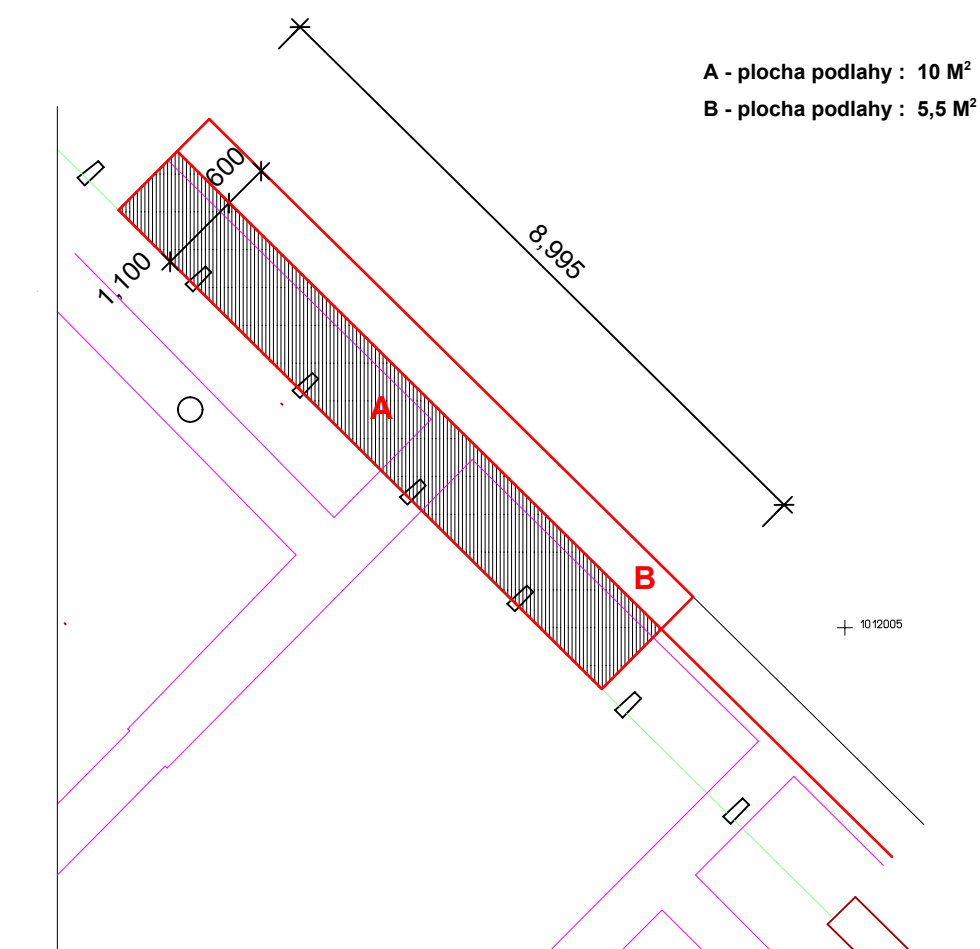 A - plocha podlahy : 10 M²
B - plocha podlahy : 5,5 M²
600
1,100
8,995
A
B
1012005